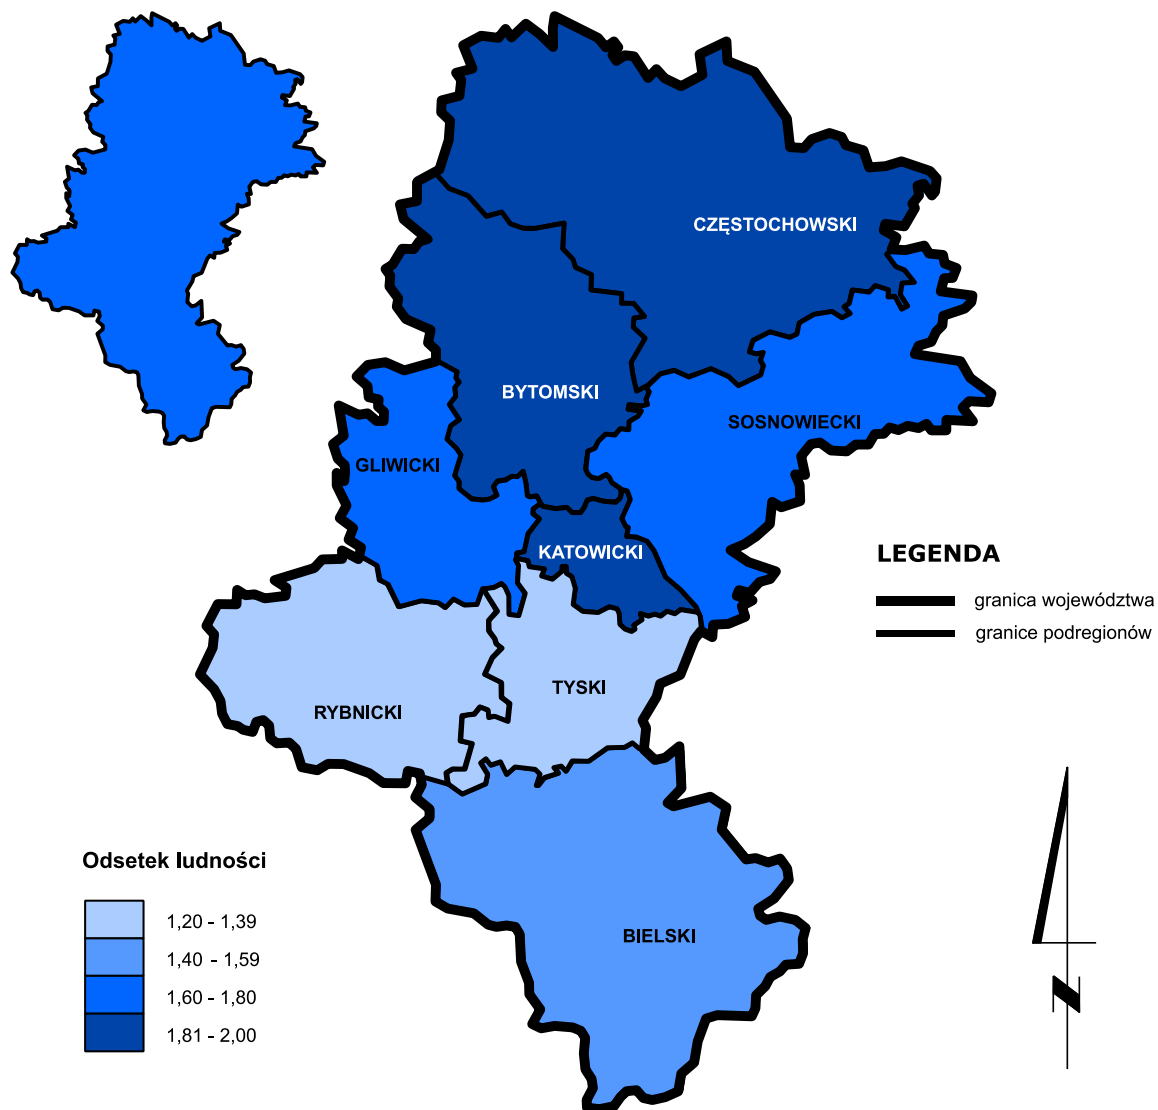 CZĘSTOCHOWSKI
BYTOMSKI
SOSNOWIECKI
GLIWICKI
KATOWICKI
LEGENDA
granica województwa
granice podregionów
TYSKI
RYBNICKI
Odsetek ludności
1,20 - 1,39
1,40 - 1,59
1,60 - 1,80
1,81 - 2,00
BIELSKI
N